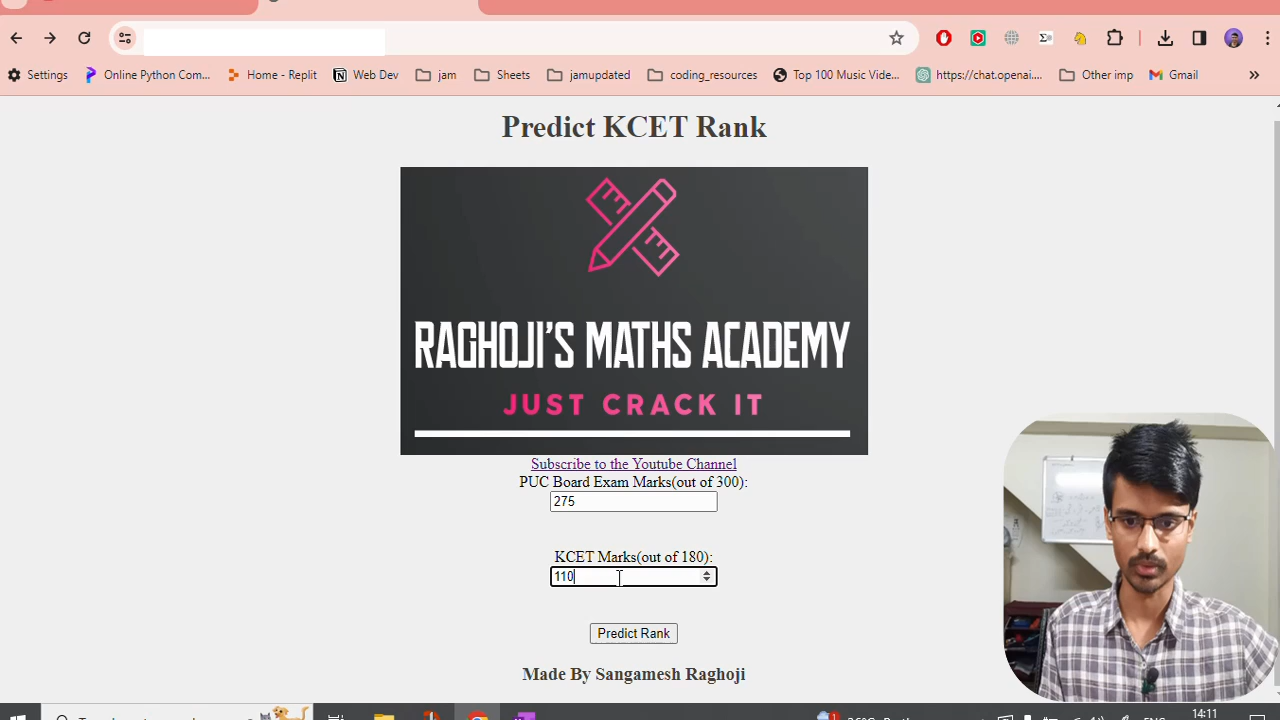 Settings
Online Python Com...
Home - Replit
Web Dev
jam
Sheets
jamupdated
coding_resources
Top 100 Music Vide...
https://chat.openai....
Other imp
Gmail
»
Predict KCET Rank
RAGHOJI'S MATHS ACADEMY
JUST CRACK IT
Subscribe to the Youtube Channel
PUC Board Exam Marks(out of 300):
275
KCET Marks(out of 180):
110
Predict Rank
Made By Sangamesh Raghoji
14:11